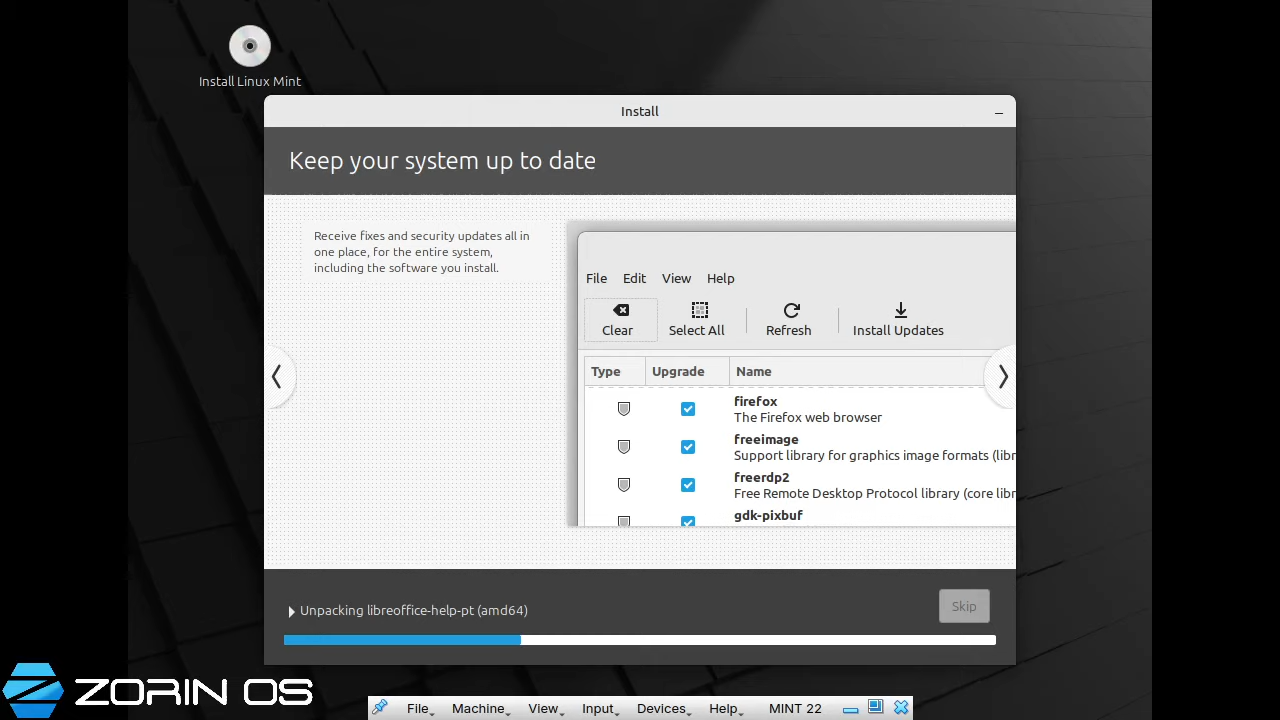 Install Linux Mint
Install
Keep your system up to date
Receive fixes and security updates all in
one place, for the entire system,
including the software you install.
File Edit View Help
Clear Select All Refresh Install Updates
Type Upgrade Name
firefox
The Firefox web browser
freeimage
Support library for graphics image formats (libr
freerdp2
Free Remote Desktop Protocol library (core libr
gdk-pixbuf
Unpacking libreoffice-help-pt (amd64)
Skip
ZORIN OS
File Machine View Input Devices Help MINT 22